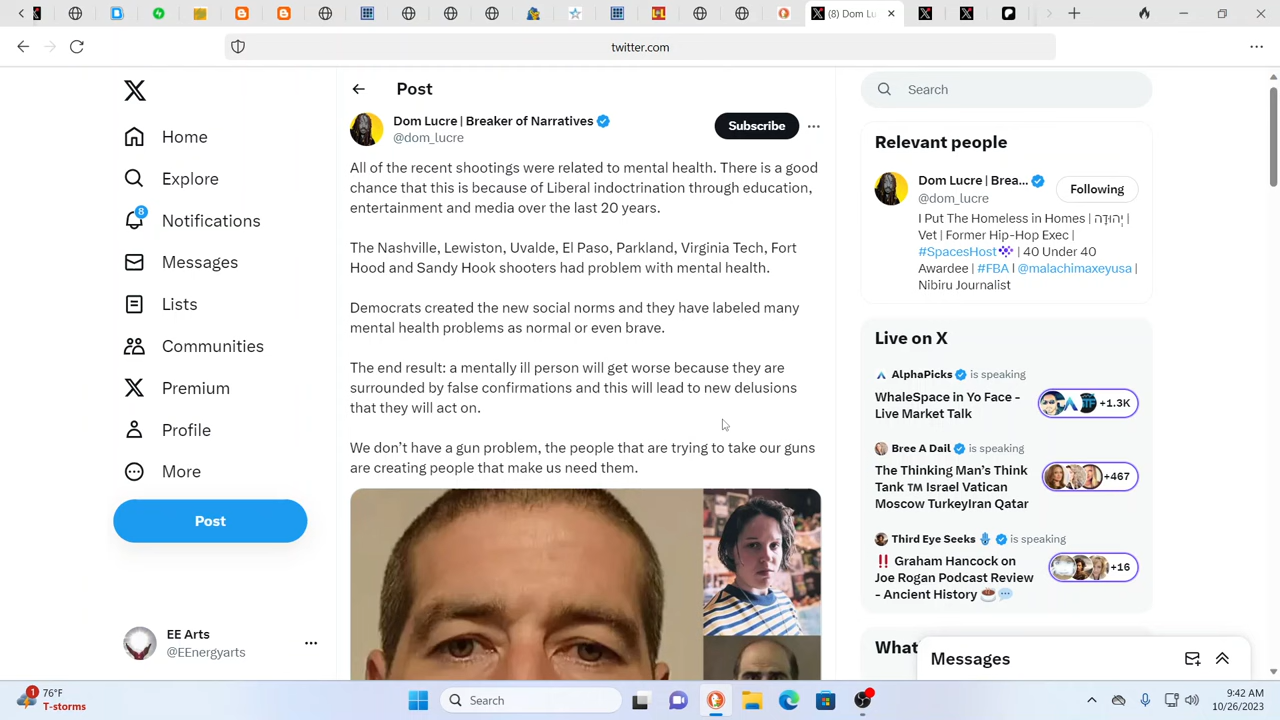 (8) Dom Lu
twitter.com
Home
Explore
8
Notifications
Messages
Lists
Communities
Premium
Profile
More
Post
EE Arts
@EEnergyarts
Post
Dom Lucre | Breaker of Narratives
@dom_lucre
Subscribe
All of the recent shootings were related to mental health. There is a good
chance that this is because of Liberal indoctrination through education,
entertainment and media over the last 20 years.
The Nashville, Lewiston, Uvalde, El Paso, Parkland, Virginia Tech, Fort
Hood and Sandy Hook shooters had problem with mental health.
Democrats created the new social norms and they have labeled many
mental health problems as normal or even brave.
The end result: a mentally ill person will get worse because they are
surrounded by false confirmations and this will lead to new delusions
that they will act on.
We don’t have a gun problem, the people that are trying to take our guns
are creating people that make us need them.
Search
Relevant people
Dom Lucre | Brea...
@dom_lucre
Following
I Put The Homeless in Homes | יְהוּדָה |
Vet | Former Hip-Hop Exec |
#SpacesHost | 40 Under 40
Awardee | #FBA | @malachimaxeyusa |
Nibiru Journalist
Live on X
AlphaPicks is speaking
WhaleSpace in Yo Face -
Live Market Talk
+1.3K
Bree A Dail is speaking
The Thinking Man’s Think
Tank ™ Israel Vatican
Moscow TurkeyIran Qatar
+467
Third Eye Seeks is speaking
‼️ Graham Hancock on
Joe Rogan Podcast Review
- Ancient History ☕💬
+16
What
Messages
1
76°F
T-storms
Search
:42 AM
10/26/2023